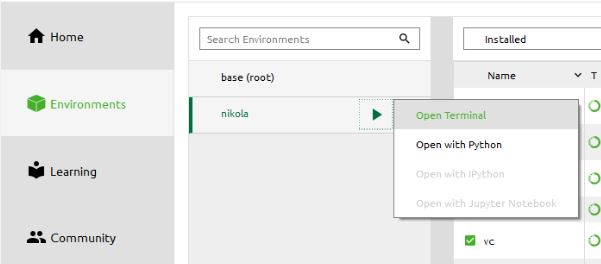 Home
Environments
Learning
Community
Search Environments
base (root)
nikola
Open Terminal
Open with Python
Open with IPython
Open with Jupyter Notebook
Installed
Name
T
vc